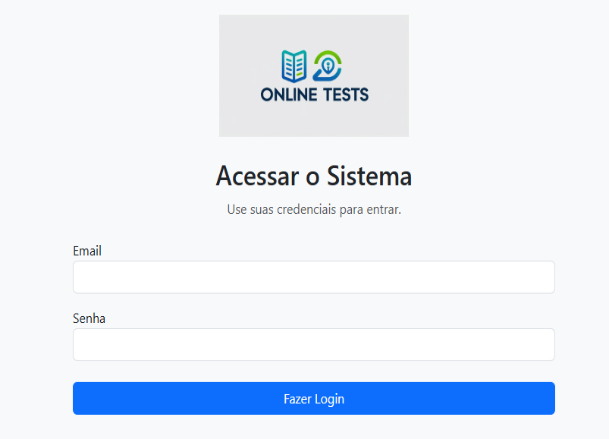 ONLINE TESTS
Acessar o Sistema
Use suas credenciais para entrar.
Email
Senha
Fazer Login